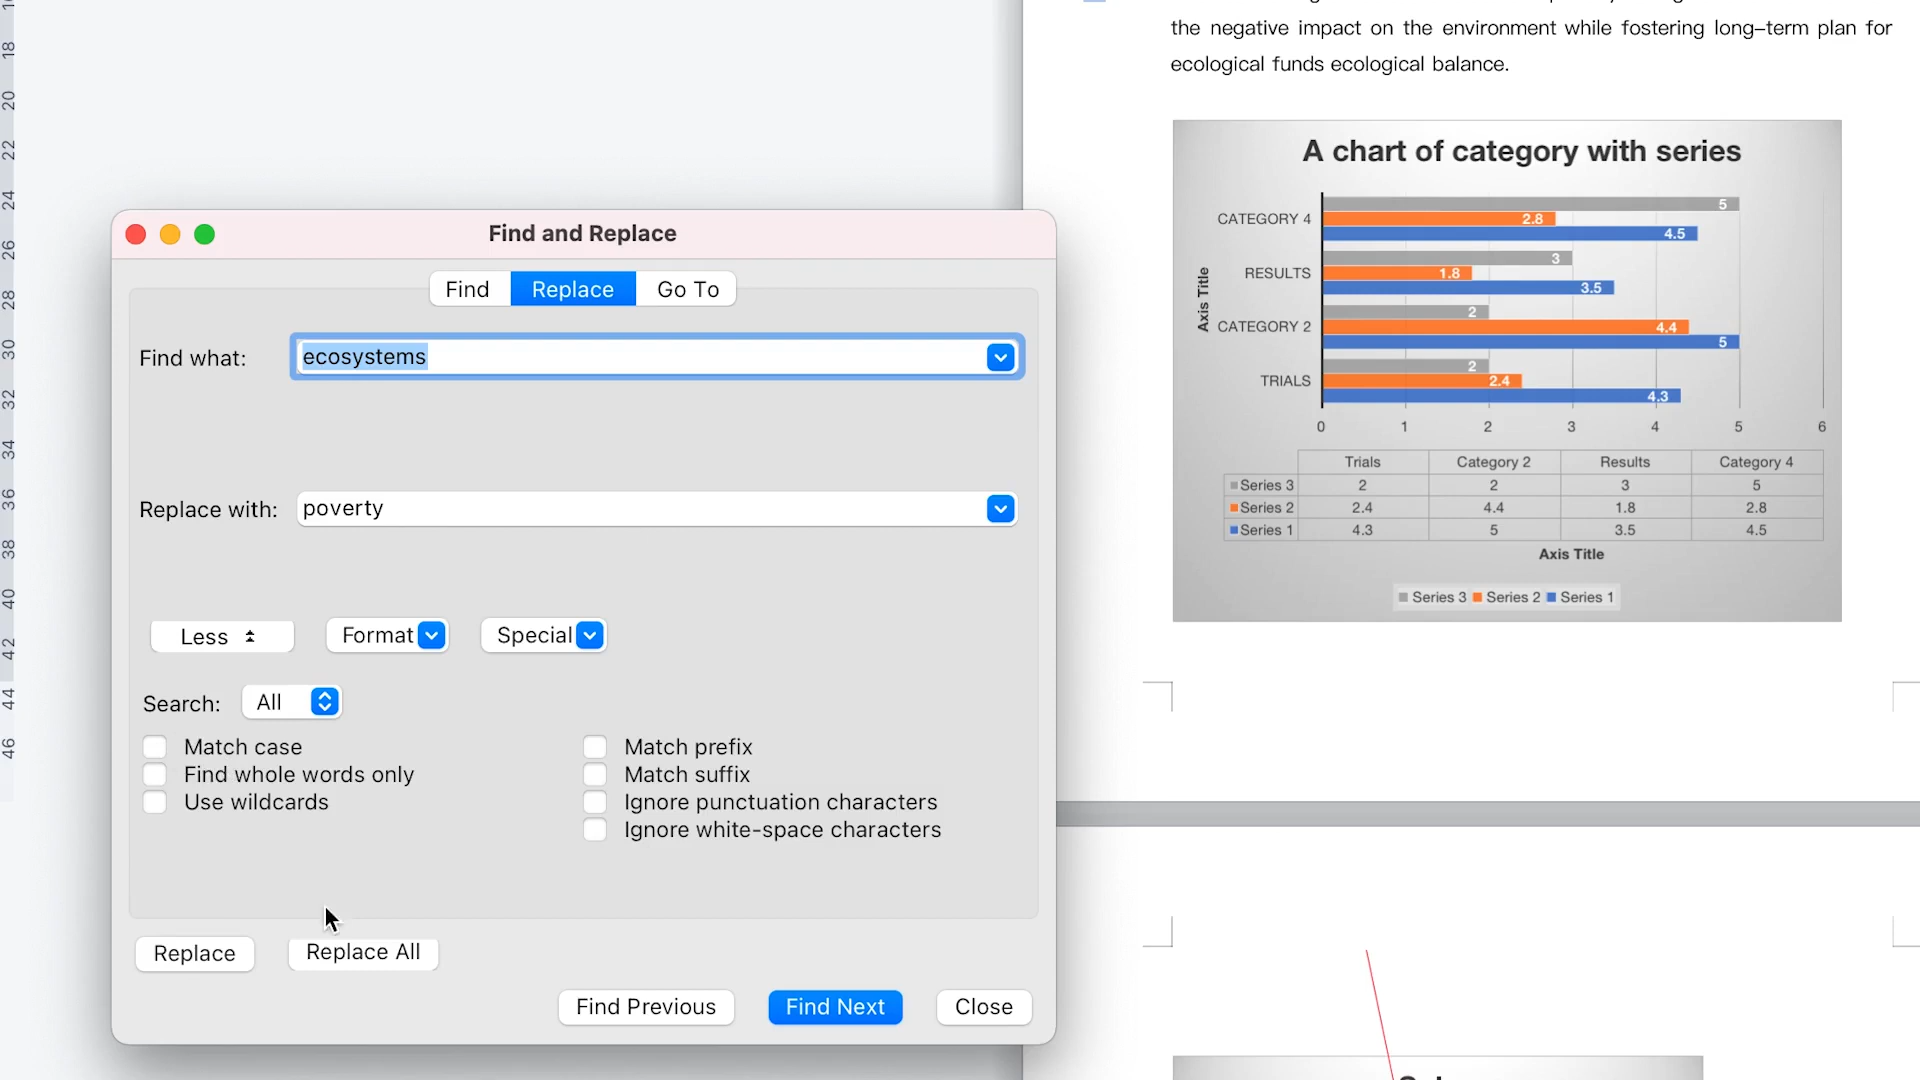 18
20
22
24
26
28
30
32
34
36
38
40
42
44
46
the negative impact on the environment while fostering long-term plan for
ecological funds ecological balance.
Find and Replace
Find
Replace
Go To
Find what:
ecosystems
Replace with:
poverty
Less
Format
Special
Search:
All
Match case
Find whole words only
Use wildcards
Match prefix
Match suffix
Ignore punctuation characters
Ignore white-space characters
Replace
Replace All
Find Previous
Find Next
Close
A chart of category with series
Axis Title
CATEGORY 4
5
2.8
4.5
RESULTS
3
1.8
3.5
CATEGORY 2
2
4.4
5
TRIALS
2
2.4
4.3
0 1 2 3 4 5 6
Trials Category 2 Results Category 4
Series 3 2 2 3 5
Series 2 2.4 4.4 1.8 2.8
Series 1 4.3 5 3.5 4.5
Axis Title
Series 3 Series 2 Series 1